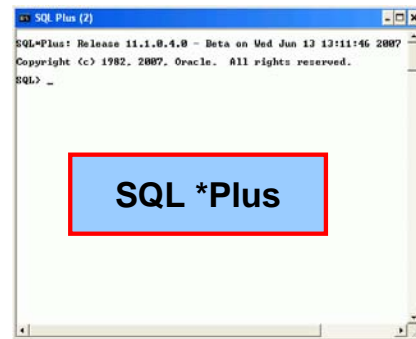 SQL Plus (2)
SQL*Plus: Release 11.1.0.4.0 - Beta on Wed Jun 13 13:11:46 2007
Copyright (c) 1982, 2007, Oracle.  All rights reserved.
SQL> _
SQL *Plus